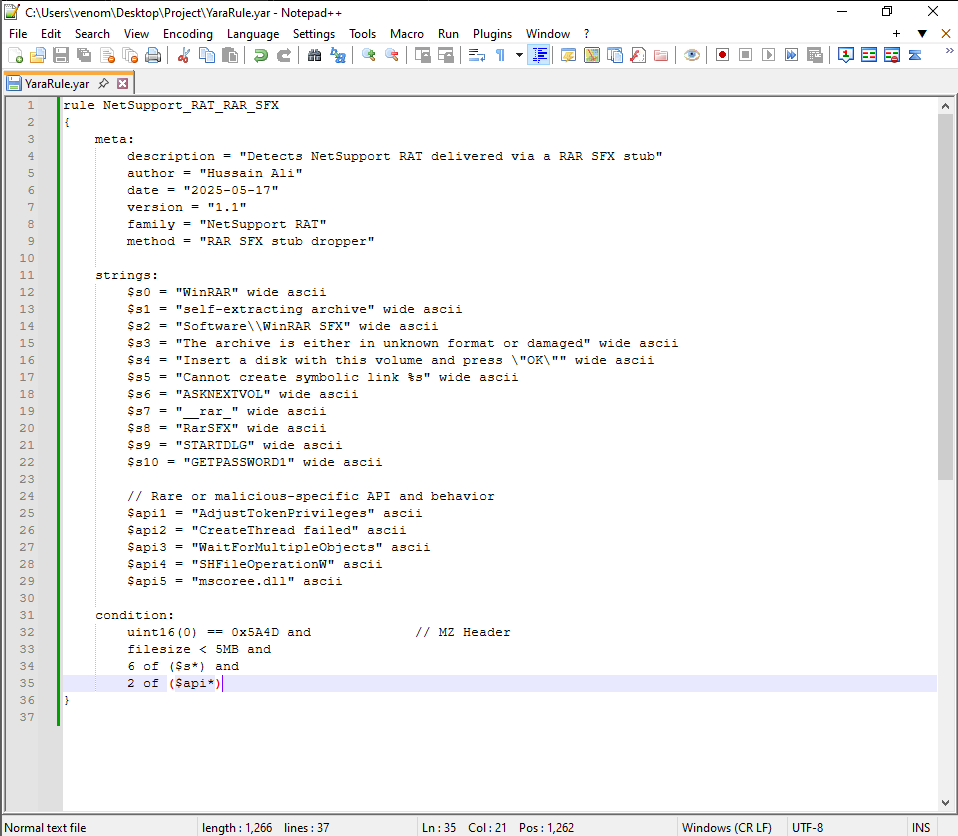 C:\Users\venom\Desktop\Project\YaraRule.yar - Notepad++
File Edit Search View Encoding Language Settings Tools Macro Run Plugins Window ?
YaraRule.yar
1 rule NetSupport_RAT_RAR_SFX
2 {
3 meta:
4 description = "Detects NetSupport RAT delivered via a RAR SFX stub"
5 author = "Hussain Ali"
6 date = "2025-05-17"
7 version = "1.1"
8 family = "NetSupport RAT"
9 method = "RAR SFX stub dropper"
10
11 strings:
12 $s0 = "WinRAR" wide ascii
13 $s1 = "self-extracting archive" wide ascii
14 $s2 = "Software\\WinRAR SFX" wide ascii
15 $s3 = "The archive is either in unknown format or damaged" wide ascii
16 $s4 = "Insert a disk with this volume and press \"OK\"" wide ascii
17 $s5 = "Cannot create symbolic link %s" wide ascii
18 $s6 = "ASKNEXTVOL" wide ascii
19 $s7 = "__rar_" wide ascii
20 $s8 = "RarSFX" wide ascii
21 $s9 = "STARTDLG" wide ascii
22 $s10 = "GETPASSWORD1" wide ascii
23
24 // Rare or malicious-specific API and behavior
25 $api1 = "AdjustTokenPrivileges" ascii
26 $api2 = "CreateThread failed" ascii
27 $api3 = "WaitForMultipleObjects" ascii
28 $api4 = "SHFileOperationW" ascii
29 $api5 = "mscoree.dll" ascii
30
31 condition:
32 uint16(0) == 0x5A4D and // MZ Header
33 filesize < 5MB and
34 6 of ($s*) and
35 2 of ($api*)
36 }
37
Normal text file length : 1,266 lines : 37 Ln : 35 Col : 21 Pos : 1,262 Windows (CR LF) UTF-8 INS